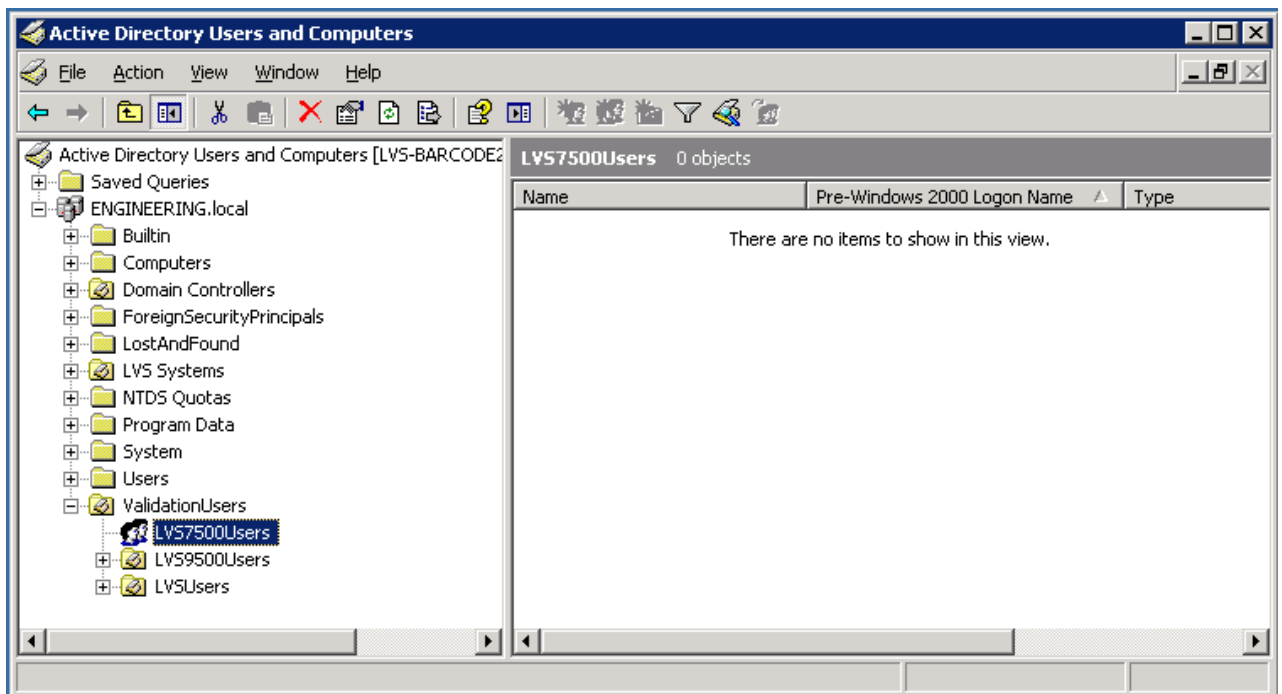 Active Directory Users and Computers
File Action View Window Help
Active Directory Users and Computers [LVS-BARCODE2
Saved Queries
ENGINEERING.local
Builtin
Computers
Domain Controllers
ForeignSecurityPrincipals
LostAndFound
LVS Systems
NTDS Quotas
Program Data
System
Users
ValidationUsers
LVS7500Users
LVS9500Users
LVSUsers
LVS7500Users 0 objects
Name Pre-Windows 2000 Logon Name Type
There are no items to show in this view.